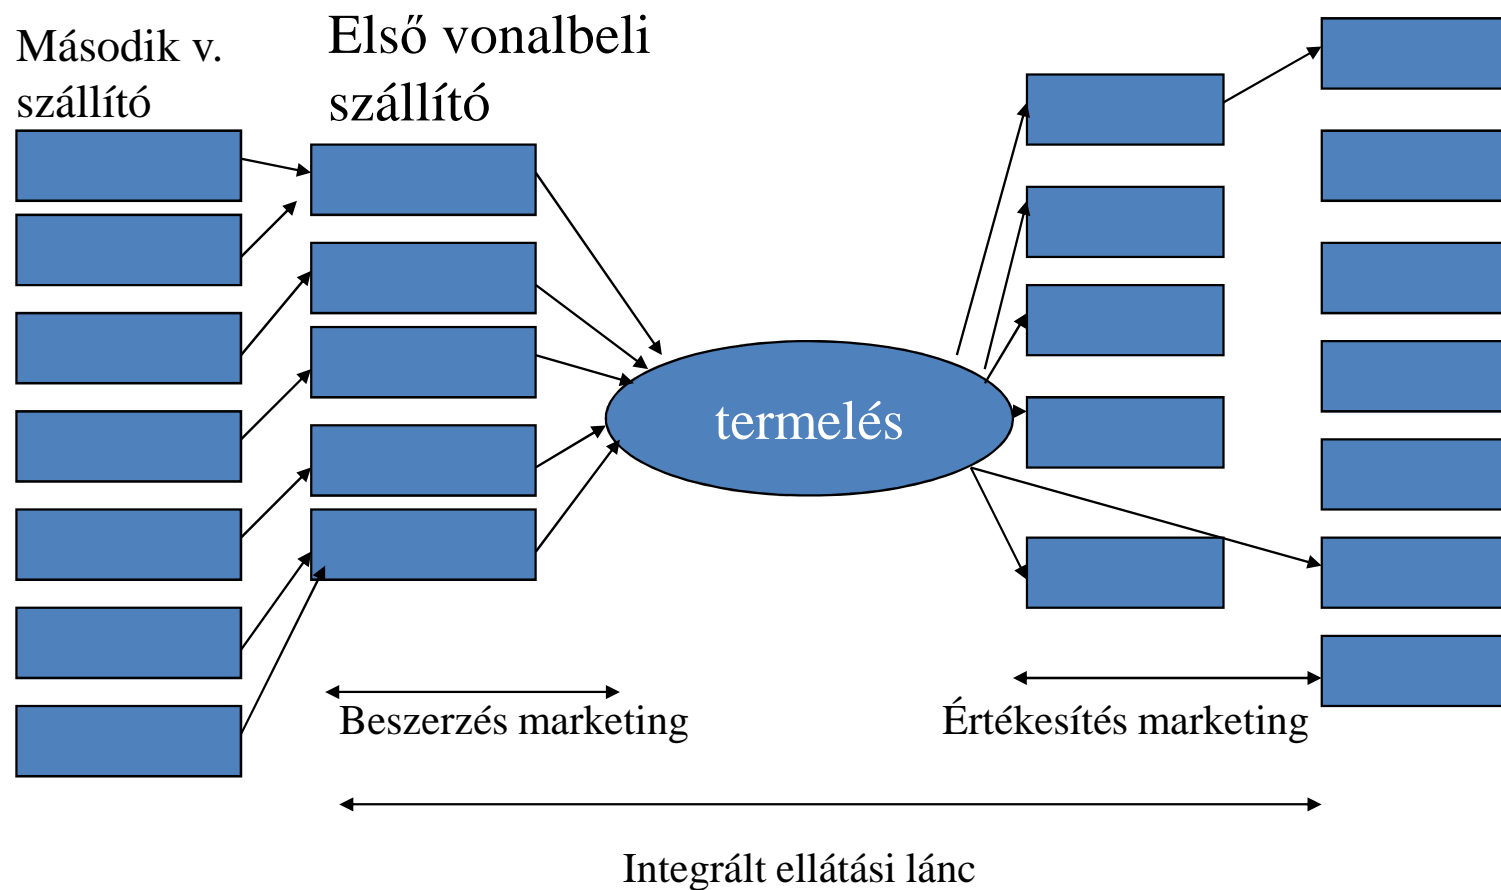 Második v.
szállító
Első vonalbeli
szállító
termelés
Beszerzés marketing
Értékesítés marketing
Integrált ellátási lánc